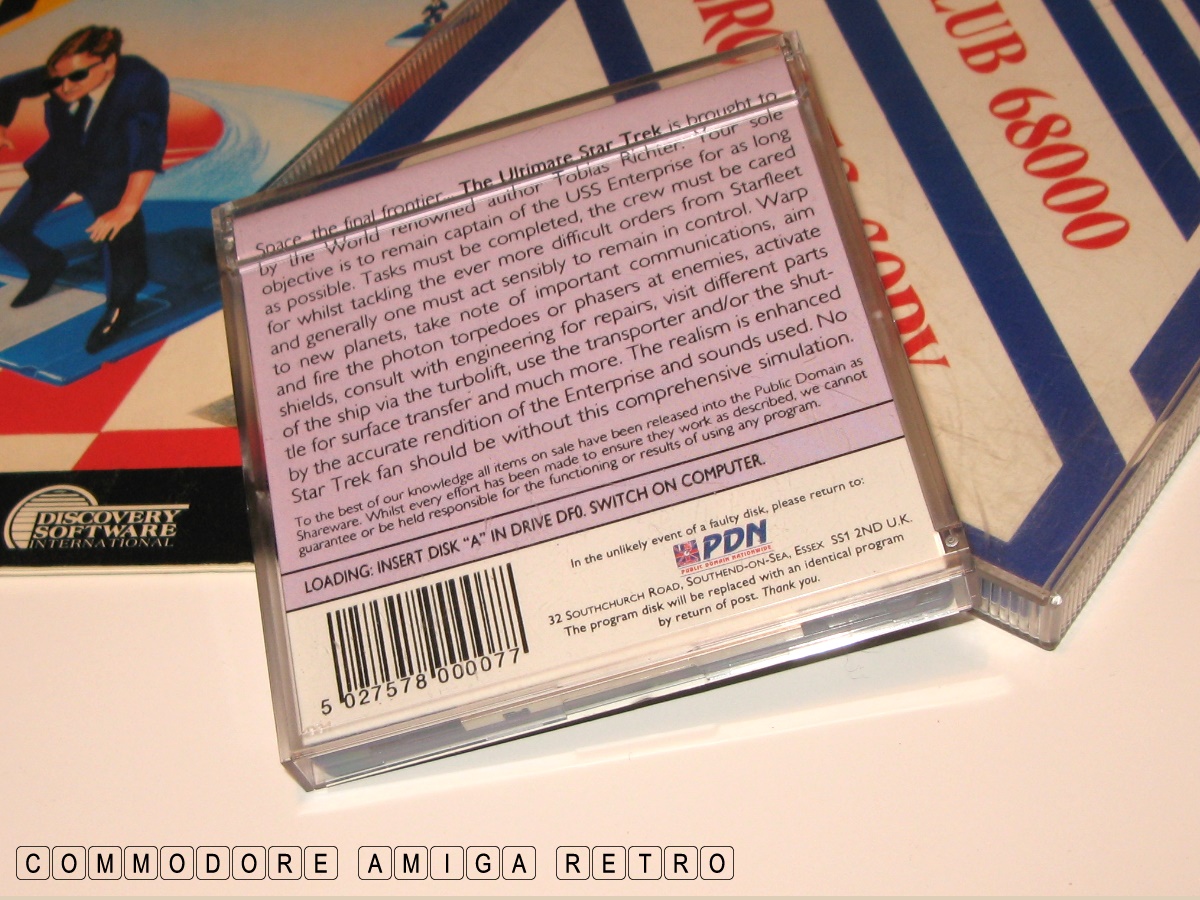 Space, the final frontier... The Ultimate Star Trek is brought to
by the World renowned author Tobias Richter. Your sole
objective is to remain captain of the USS Enterprise for as long
as possible. Tasks must be completed, the crew must be cared
for whilst tackling the ever more difficult orders from Starfleet
and generally one must act sensibly to remain in control. Warp
to new planets, take note of important communications, aim
and fire the photon torpedoes or phasers at enemies, activate
shields, consult with engineering for repairs, visit different parts
of the ship via the turbolift, use the transporter and/or the shut-
tle for surface transfer and much more. The realism is enhanced
by the accurate rendition of the Enterprise and sounds used. No
Star Trek fan should be without this comprehensive simulation.
To the best of our knowledge all items on sale have been released into the Public Domain as
Shareware. Whilst every effort has been made to ensure they work as described, we cannot
guarantee or be held responsible for the functioning or results of using any program.
LOADING: INSERT DISK "A" IN DRIVE DF0. SWITCH ON COMPUTER.
In the unlikely event of a faulty disk, please return to:
PDN
PUBLIC DOMAIN NATIONWIDE
32 SOUTHCHURCH ROAD, SOUTHEND-ON-SEA, ESSEX SS1 2ND U.K.
The program disk will be replaced with an identical program
by return of post. Thank you.
5 027578 000077
DISCOVERY
SOFTWARE
INTERNATIONAL
LUB 68000
COMMODORE AMIGA RETRO